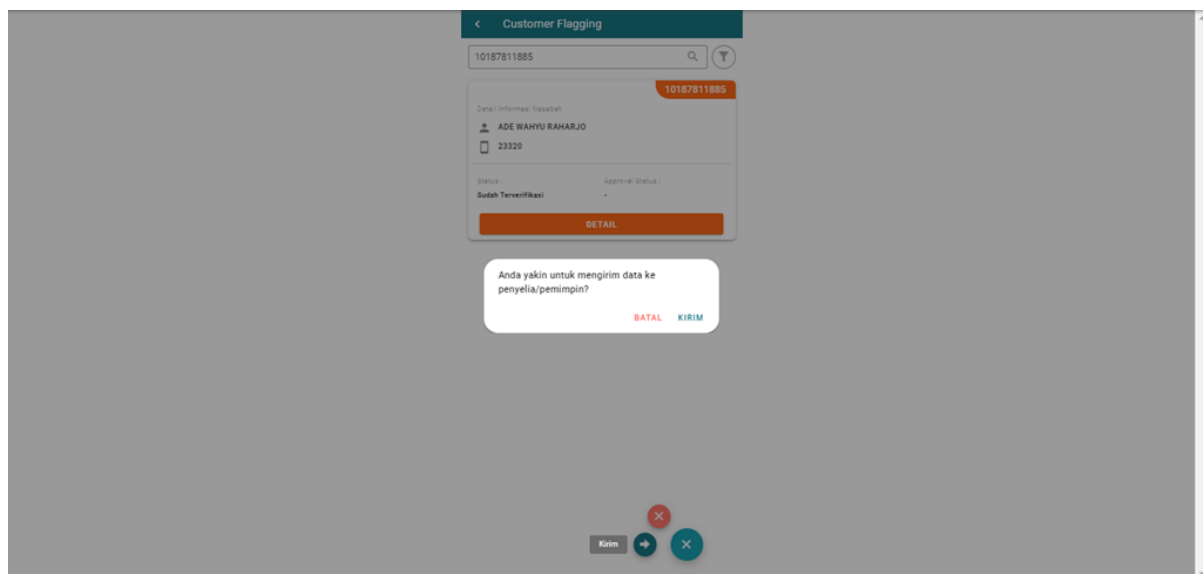 Customer Flagging
10187811885
10187811885
Detail Informasi Nasabah
ADE WAHYU RAHARJO
23320
Status :
Approval Status :
Sudah Terverifikasi
-
DETAIL
Anda yakin untuk mengirim data ke
penyelia/pemimpin?
BATAL KIRIM
Kirim